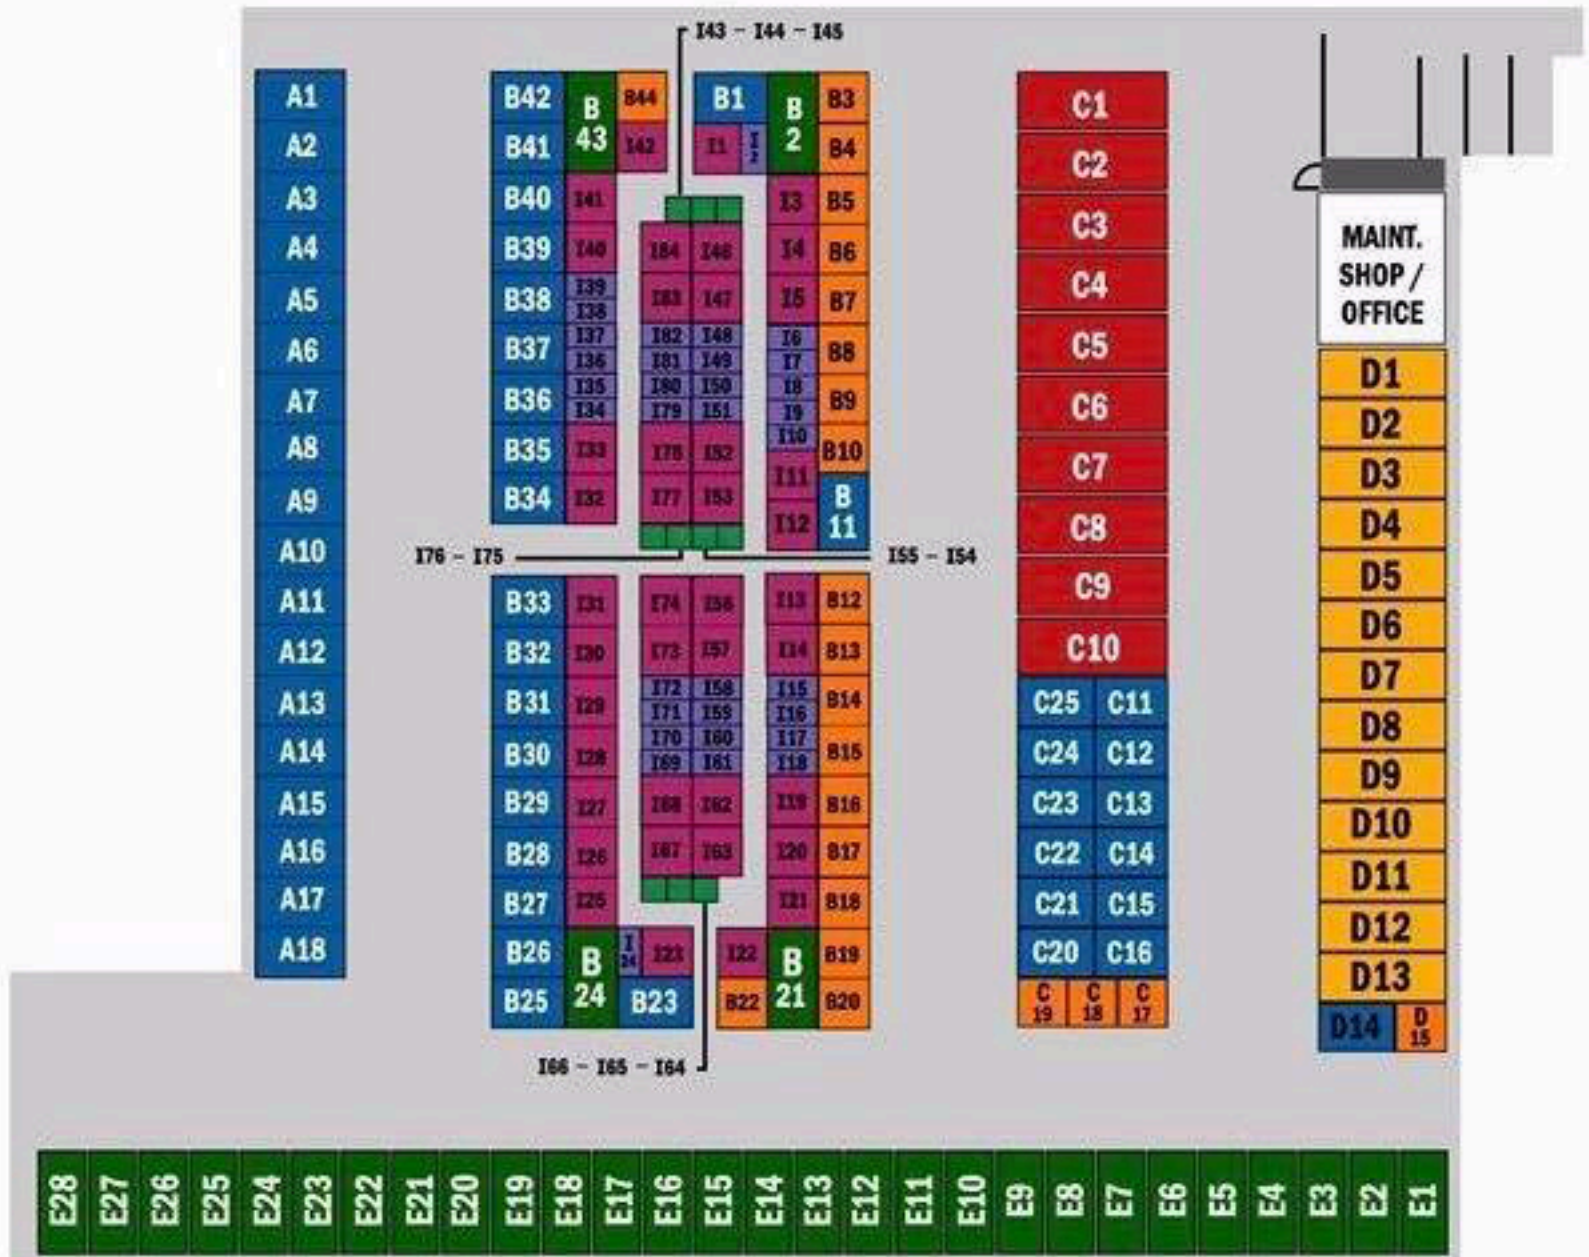 I43 - I44 - I45
A1
A2
A3
A4
A5
A6
A7
A8
A9
A10
A11
A12
A13
A14
A15
A16
A17
A18
B42
B41
B40
B39
B38
B37
B36
B35
B34
B
43
B44
I42
I41
I40
I39
I38
I37
I36
I35
I34
I33
I32
I84
I83
I82
I81
I80
I79
I78
I77
I46
I47
I48
I49
I50
I51
I52
I53
B1
I1
I2
B
2
I3
I4
I5
I6
I7
I8
I9
I10
I11
I12
B3
B4
B5
B6
B7
B8
B9
B10
B
11
I76 - I75
I55 - I54
B33
B32
B31
B30
B29
B28
B27
B26
B25
I31
I30
I29
I28
I27
I26
I25
B
24
I
24
I23
B23
I74
I73
I72
I71
I70
I69
I68
I67
I56
I57
I58
I59
I60
I61
I62
I63
I13
I14
I15
I16
I17
I18
I19
I20
I21
I22
B22
B
21
B12
B13
B14
B15
B16
B17
B18
B19
B20
I66 - I65 - I64
C1
C2
C3
C4
C5
C6
C7
C8
C9
C10
C25 C11
C24 C12
C23 C13
C22 C14
C21 C15
C20 C16
C
19
C
18
C
17
MAINT.
SHOP /
OFFICE
D1
D2
D3
D4
D5
D6
D7
D8
D9
D10
D11
D12
D13
D14
D
15
E28
E27
E26
E25
E24
E23
E22
E21
E20
E19
E18
E17
E16
E15
E14
E13
E12
E11
E10
E9
E8
E7
E6
E5
E4
E3
E2
E1